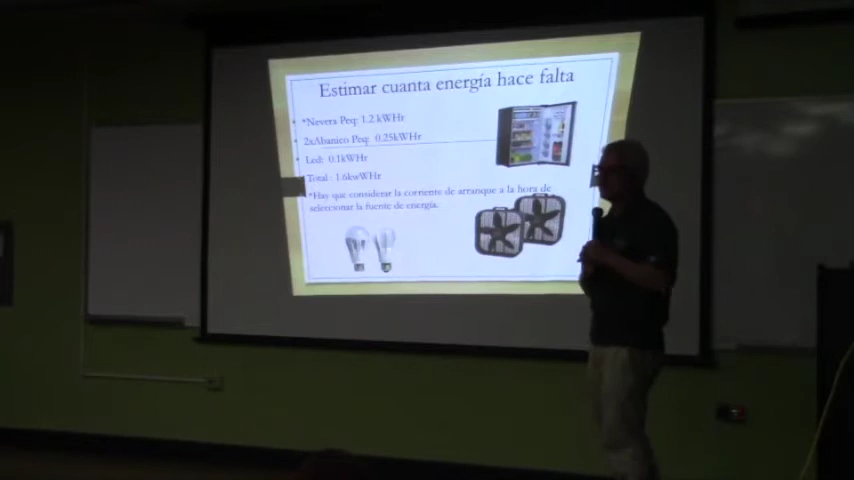 Estimar cuanta energía hace falta
• *Nevera Peq: 1.2 kWHr
• 2xAbanico Peq: 0.25kWHr
• Led: 0.1kWHr
Total : 1.6kwWHr
*Hay que considerar la corriente de arranque a la hora de
seleccionar la fuente de energía.